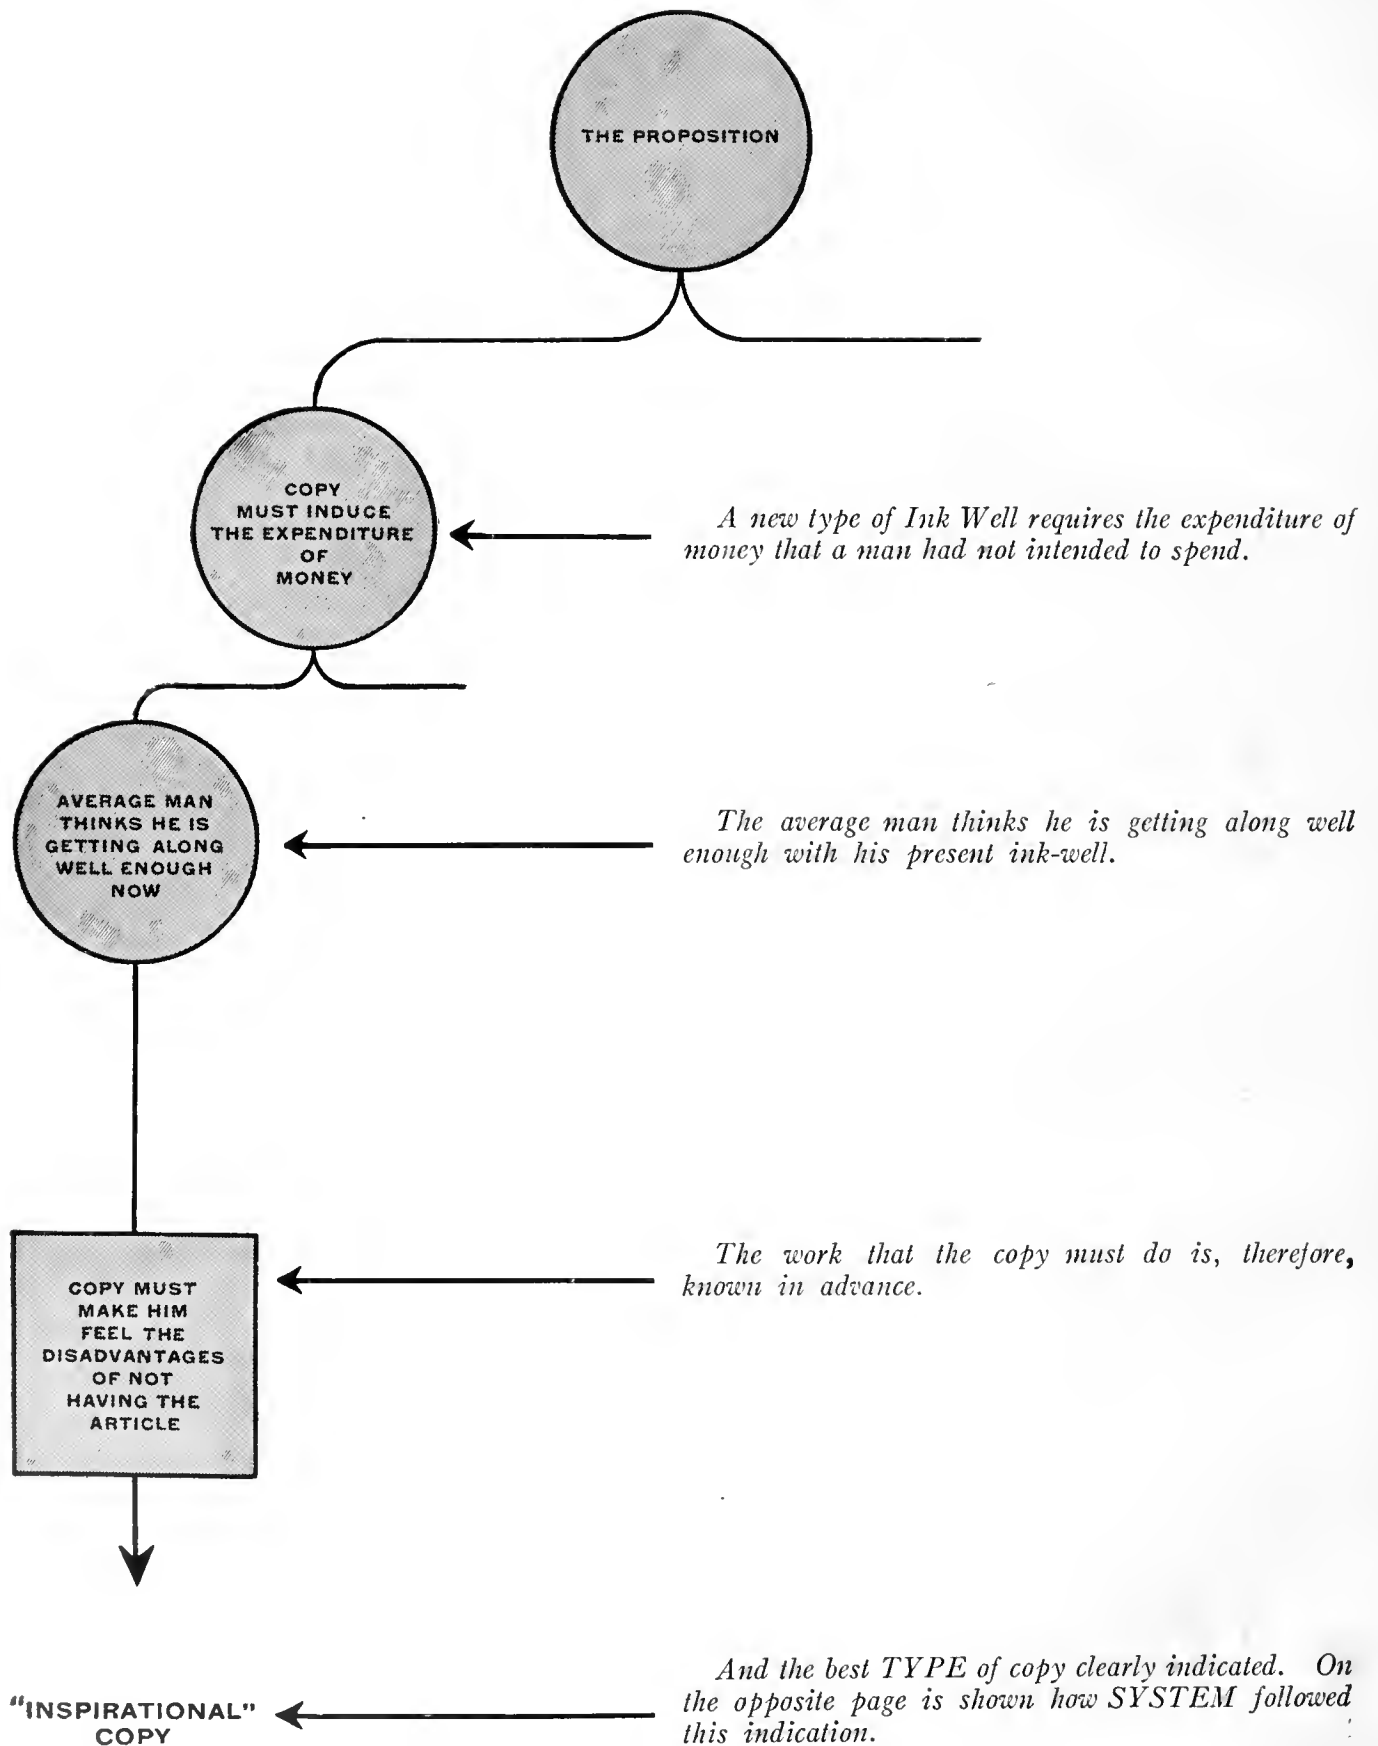 THE PROPOSITION
COPY
MUST INDUCE
THE EXPENDITURE
OF
MONEY
A new type of Ink Well requires the expenditure of
money that a man had not intended to spend.
AVERAGE MAN
THINKS HE IS
GETTING ALONG
WELL ENOUGH
NOW
The average man thinks he is getting along well
enough with his present ink-well.
COPY MUST
MAKE HIM
FEEL THE
DISADVANTAGES
OF NOT
HAVING THE
ARTICLE
The work that the copy must do is, therefore,
known in advance.
"INSPIRATIONAL"
COPY
And the best TYPE of copy clearly indicated. On
the opposite page is shown how SYSTEM followed
this indication.